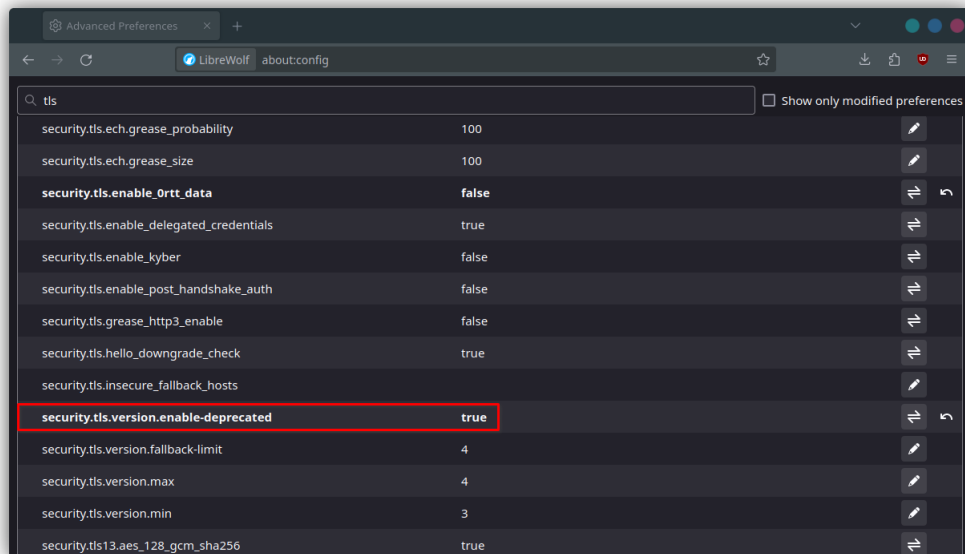 Advanced Preferences
LibreWolf about:config
tls Show only modified preferences
security.tls.ech.grease_probability 100
security.tls.ech.grease_size 100
security.tls.enable_0rtt_data false
security.tls.enable_delegated_credentials true
security.tls.enable_kyber false
security.tls.enable_post_handshake_auth false
security.tls.grease_http3_enable false
security.tls.hello_downgrade_check true
security.tls.insecure_fallback_hosts
security.tls.version.enable-deprecated true
security.tls.version.fallback-limit 4
security.tls.version.max 4
security.tls.version.min 3
security.tls13.aes_128_gcm_sha256 true